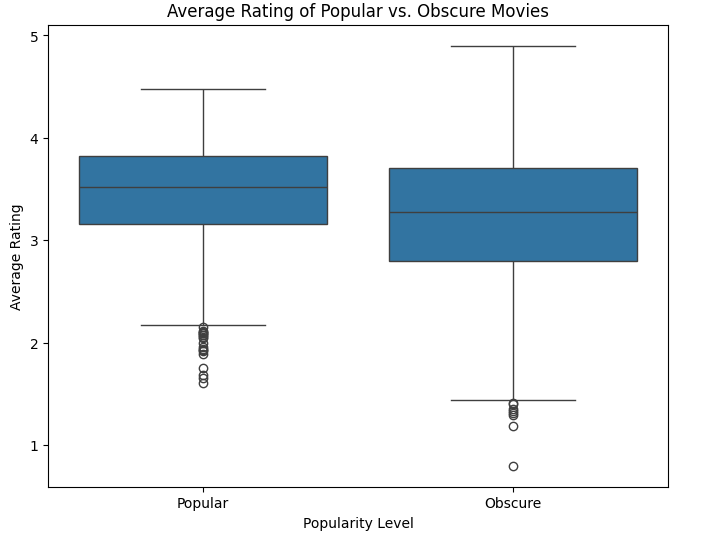 Average Rating of Popular vs. Obscure Movies
5
4
3
2
1
Average Rating
Popular
Obscure
Popularity Level